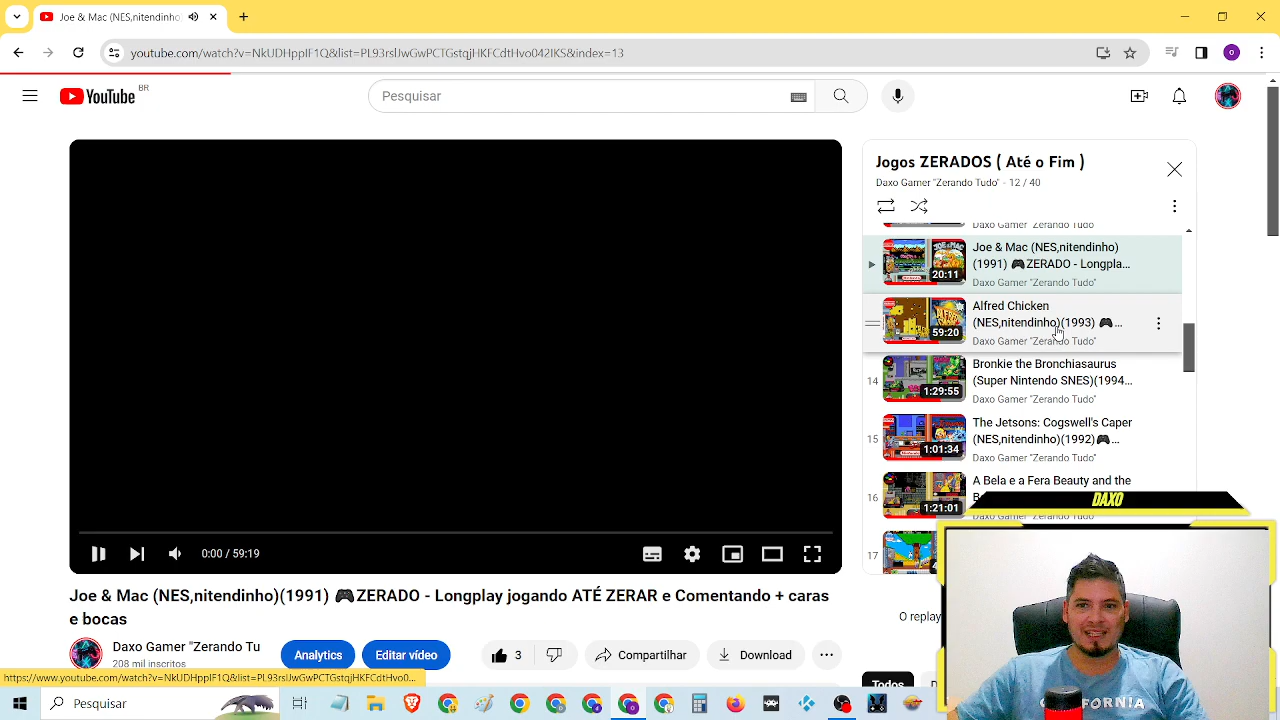 Joe & Mac (NES,nitendinho
youtube.com/watch?v=NkUDHppIF1Q&list=PL93rslJwGwPCTGstqjHKFCdtHvo042IKS&index=13
YouTube BR
Pesquisar
Jogos ZERADOS ( Até o Fim )
Daxo Gamer "Zerando Tudo" - 12 / 40
Daxo Gamer "Zerando Tudo"
Joe & Mac (NES,nitendinho)
(1991) 🎮ZERADO - Longpla...
20:11
Daxo Gamer "Zerando Tudo"
Alfred Chicken
(NES,nitendinho)(1993) 🎮...
59:20
Daxo Gamer "Zerando Tudo"
14
Bronkie the Bronchiasaurus
(Super Nintendo SNES)(1994...
1:29:55
Daxo Gamer "Zerando Tudo"
15
The Jetsons: Cogswell's Caper
(NES,nitendinho)(1992)🎮...
1:01:34
Daxo Gamer "Zerando Tudo"
16
A Bela e a Fera Beauty and the
1:21:01
DAXO
17
0:00 / 59:19
Joe & Mac (NES,nitendinho)(1991) 🎮ZERADO - Longplay jogando ATÉ ZERAR e Comentando + caras
e bocas
O replay
Daxo Gamer "Zerando Tu
208 mil inscritos
Analytics
Editar vídeo
3
Compartilhar
Download
Todos
https://www.youtube.com/watch?v=NkUDHppIF1Q&list=PL93rslJwGwPCTGstqjHKFCdtHvo0...
Pesquisar
CALIFORNIA